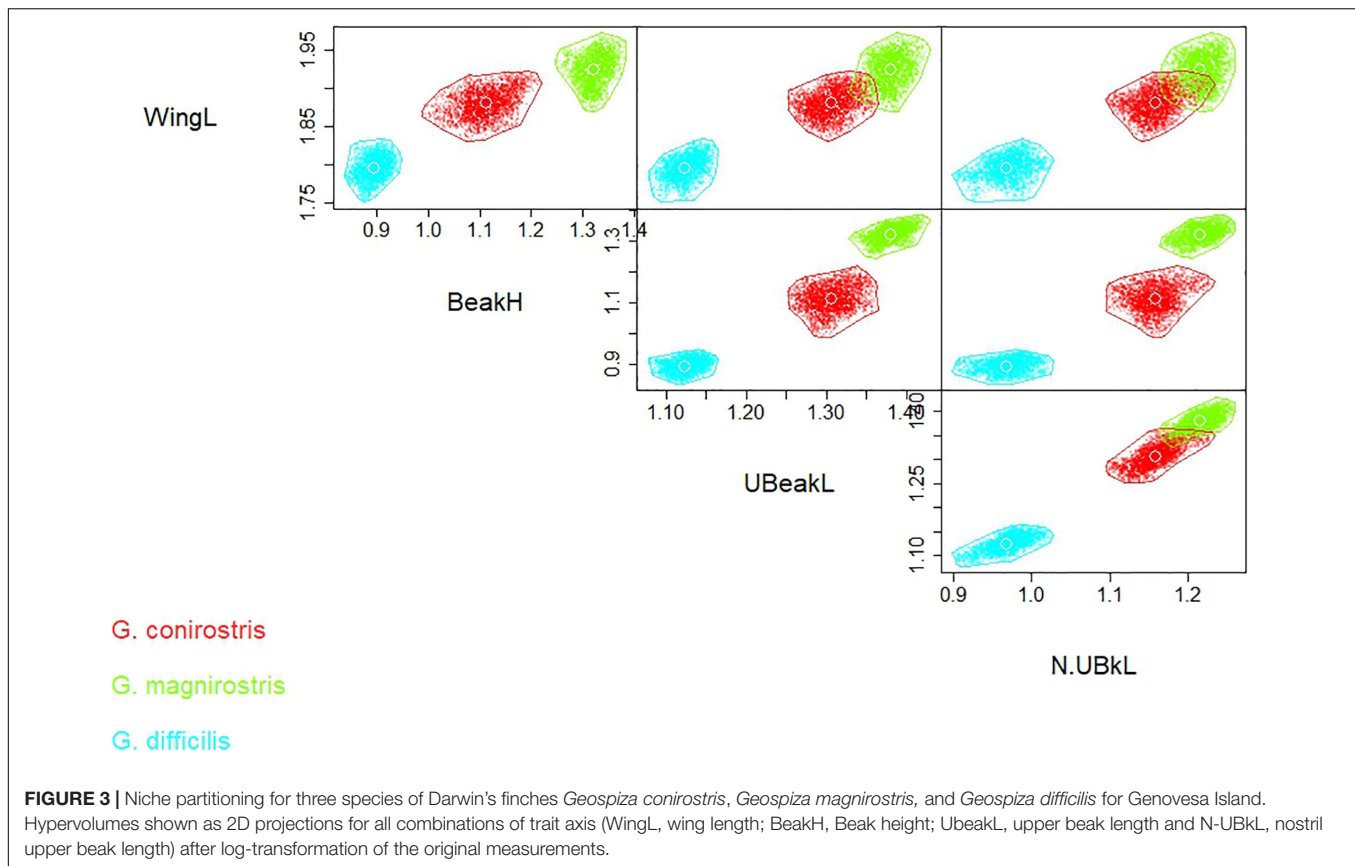 WingL
1.95
1.85
1.75
0.9 1.0 1.1 1.2 1.3 1.4
BeakH
1.3
1.1
0.9
1.10 1.20 1.30 1.40
UBeakL
1.40
1.25
1.10
0.9 1.0 1.1 1.2
N.UBkL
G. conirostris
G. magnirostris
G. difficilis
FIGURE 3 | Niche partitioning for three species of Darwin's finches Geospiza conirostris, Geospiza magnirostris, and Geospiza difficilis for Genovesa Island.
Hypervolumes shown as 2D projections for all combinations of trait axis (WingL, wing length; BeakH, Beak height; UbeakL, upper beak length and N-UBkL, nostril
upper beak length) after log-transformation of the original measurements.